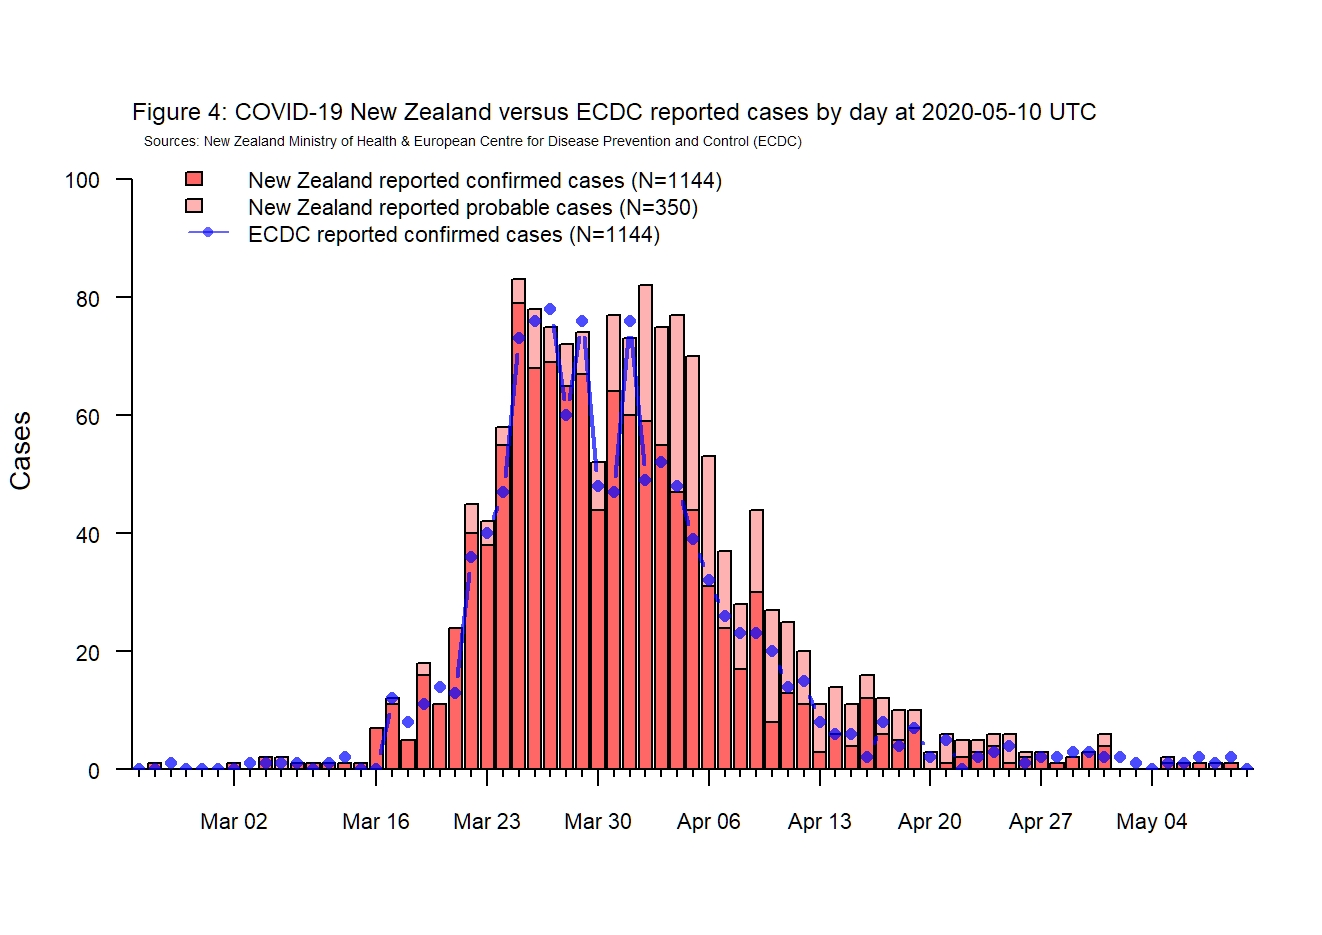 Figure 4: COVID-19 New Zealand versus ECDC reported cases by day at 2020-05-10 UTC
Sources: New Zealand Ministry of Health & European Centre for Disease Prevention and Control (ECDC)
New Zealand reported confirmed cases (N=1144)
New Zealand reported probable cases (N=350)
ECDC reported confirmed cases (N=1144)
100
80
60
40
20
0
Cases
Mar 02 Mar 16 Mar 23 Mar 30 Apr 06 Apr 13 Apr 20 Apr 27 May 04